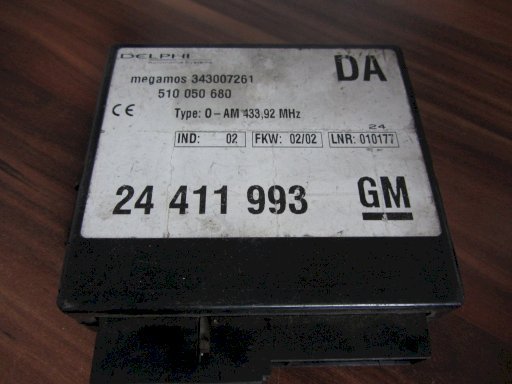 DELPHI
DA
megamos 343007261
510 050 680
CE
Type: O-AM 433,92 MHz
24
IND: 02 FKW: 02/02 LNR: 010177
24 411 993 GM